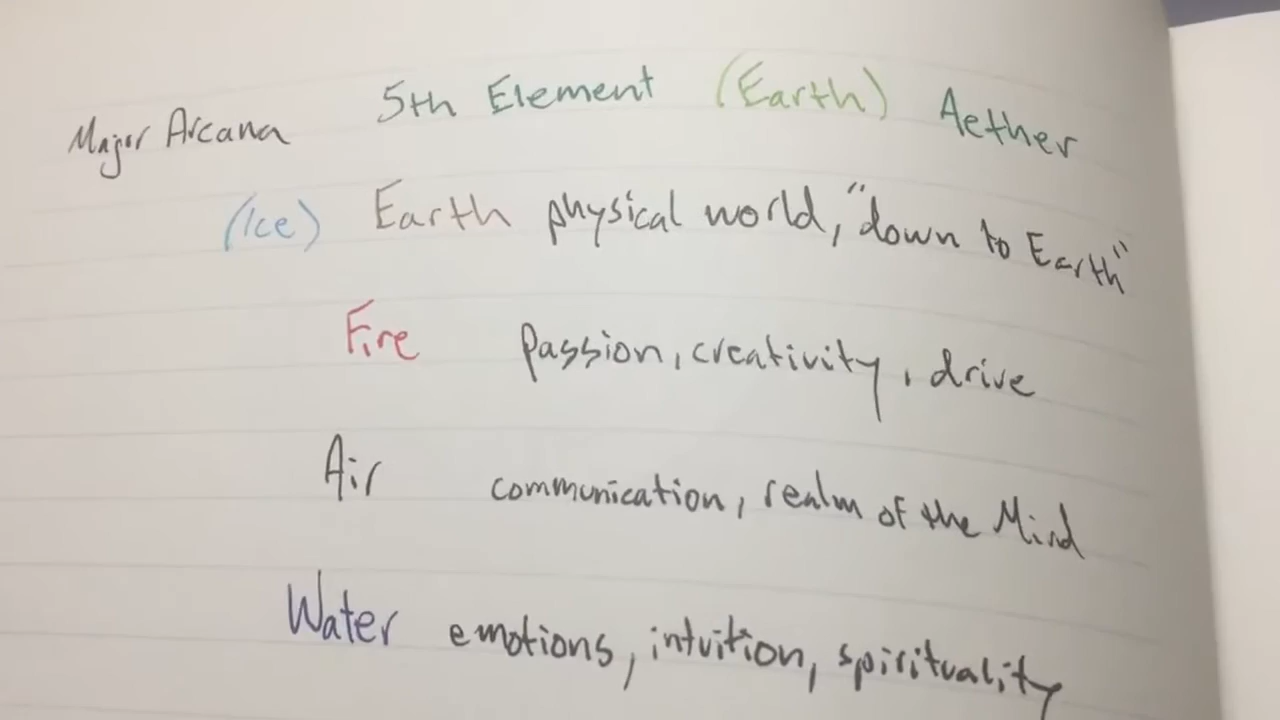 Major Arcana 5th Element (Earth) Aether
(Ice) Earth physical world, "down to Earth"
Fire passion, creativity, drive
Air communication, realm of the Mind
Water emotions, intuition, spirituality